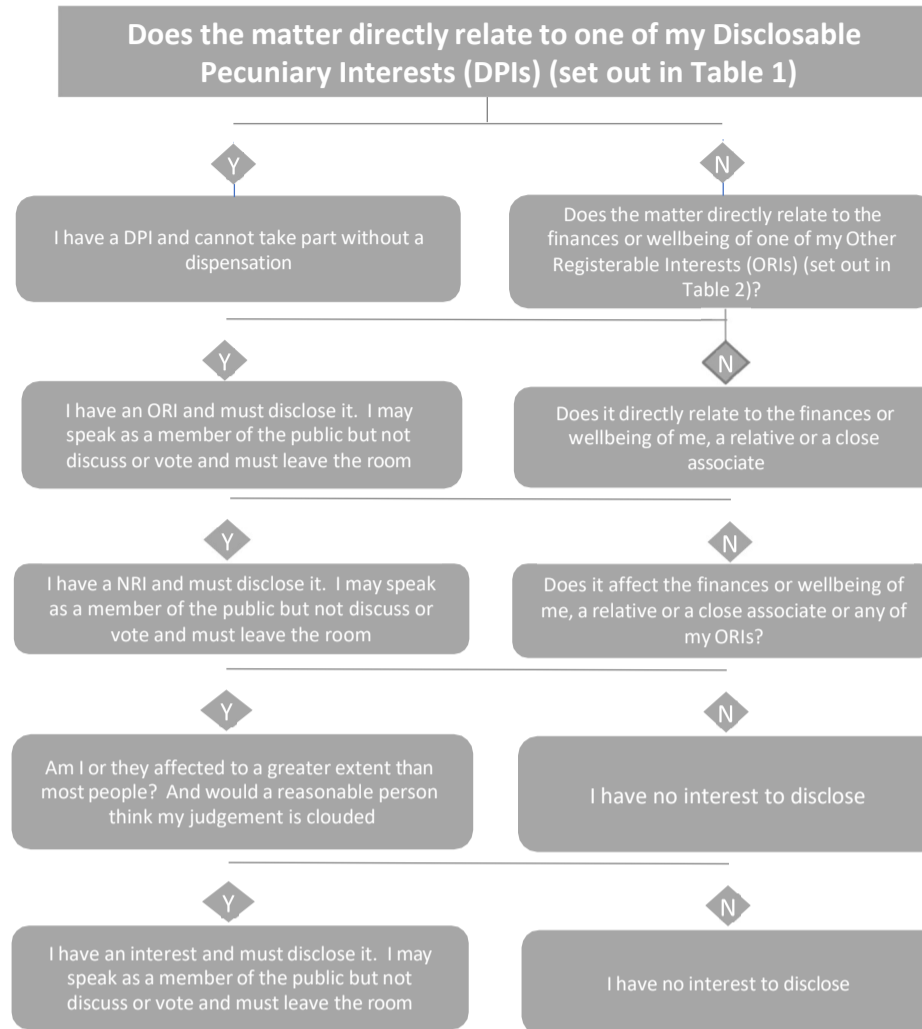 Does the matter directly relate to one of my Disclosable
Pecuniary Interests (DPIs) (set out in Table 1)
Y
N
I have a DPI and cannot take part without a
dispensation
Does the matter directly relate to the
finances or wellbeing of one of my Other
Registerable Interests (ORIs) (set out in
Table 2)?
Y
N
I have an ORI and must disclose it.  I may
speak as a member of the public but not
discuss or vote and must leave the room
Does it directly relate to the finances or
wellbeing of me, a relative or a close
associate
Y
N
I have a NRI and must disclose it.  I may speak
as a member of the public but not discuss or
vote and must leave the room
Does it affect the finances or wellbeing of
me, a relative or a close associate or any of
my ORIs?
Y
N
Am I or they affected to a greater extent than
most people?  And would a reasonable person
think my judgement is clouded
I have no interest to disclose
Y
N
I have an interest and must disclose it.  I may
speak as a member of the public but not
discuss or vote and must leave the room
I have no interest to disclose